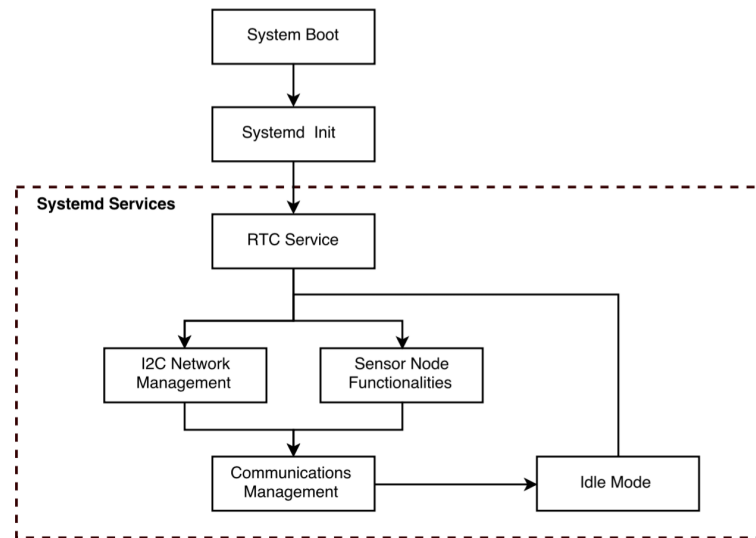 System Boot
Systemd Init
Systemd Services
RTC Service
I2C Network
Management
Sensor Node
Functionalities
Communications
Management
Idle Mode